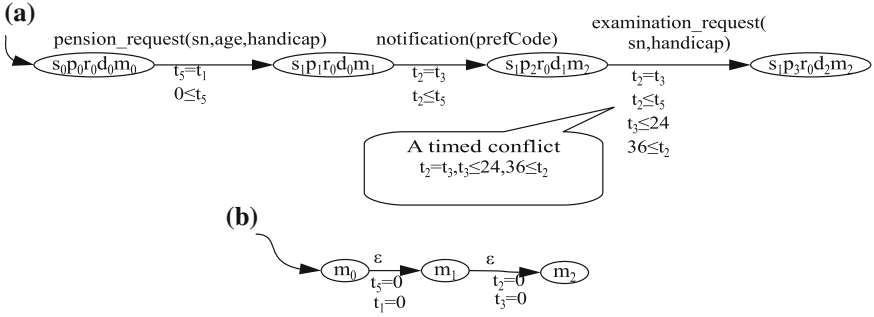 (a)
pension_request(sn,age,handicap)
notification(prefCode)
examination_request(
sn,handicap)
s₀p₀r₀d₀m₀
t₅=t₁
0≤t₅
s₁p₁r₀d₀m₁
t₂=t₃
t₂≤t₅
s₁p₂r₀d₁m₂
t₂=t₃
t₂≤t₅
t₃≤24
36≤t₂
s₁p₃r₀d₂m₂
A timed conflict
t₂=t₃,t₃≤24,36≤t₂
(b)
m₀
ε
t₅=0
t₁=0
m₁
ε
t₂=0
t₃=0
m₂